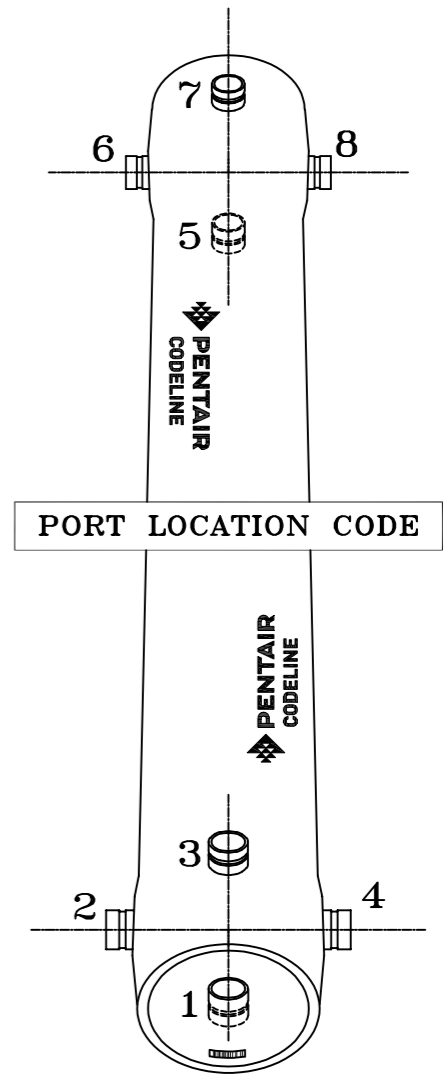 7
6
8
5
PENTAIR
CODELINE
PORT LOCATION CODE
PENTAIR
CODELINE
3
2
4
1